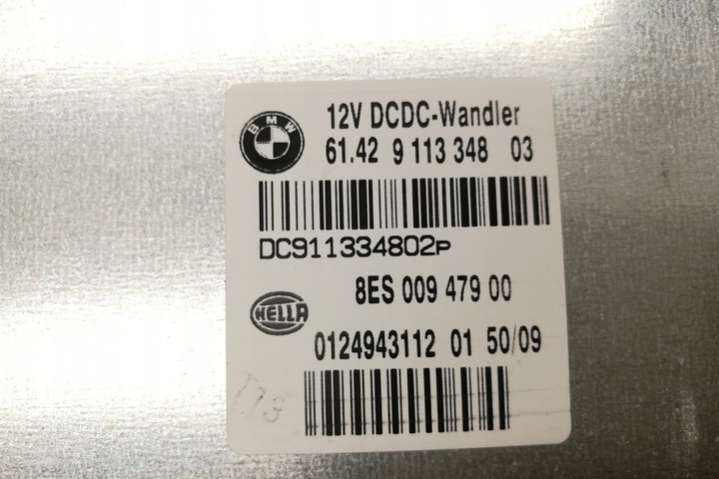 BMW
12V DCDC-Wandler
61.42 9 113 348 03
DC911334802P
8ES 009 479 00
HELLA
0124943112 01 50/09